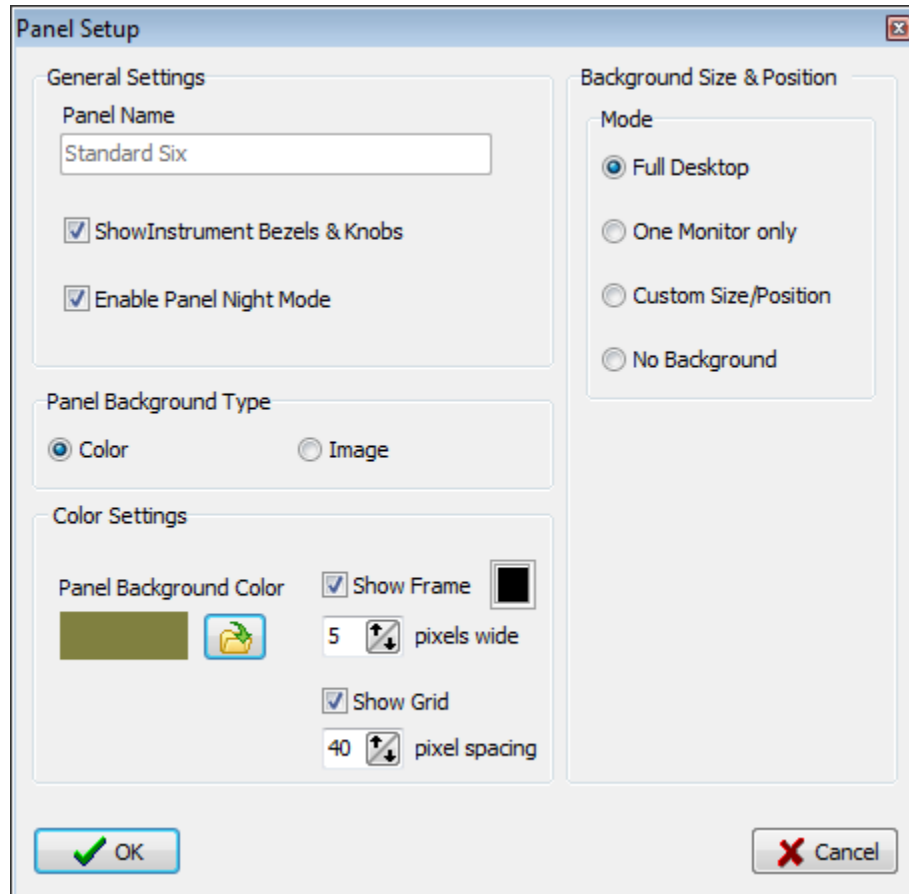 Panel Setup
General Settings
Panel Name
Standard Six
ShowInstrument Bezels & Knobs
Enable Panel Night Mode
Panel Background Type
Color
Image
Color Settings
Panel Background Color
Show Frame
5 pixels wide
Show Grid
40 pixel spacing
Background Size & Position
Mode
Full Desktop
One Monitor only
Custom Size/Position
No Background
OK
Cancel